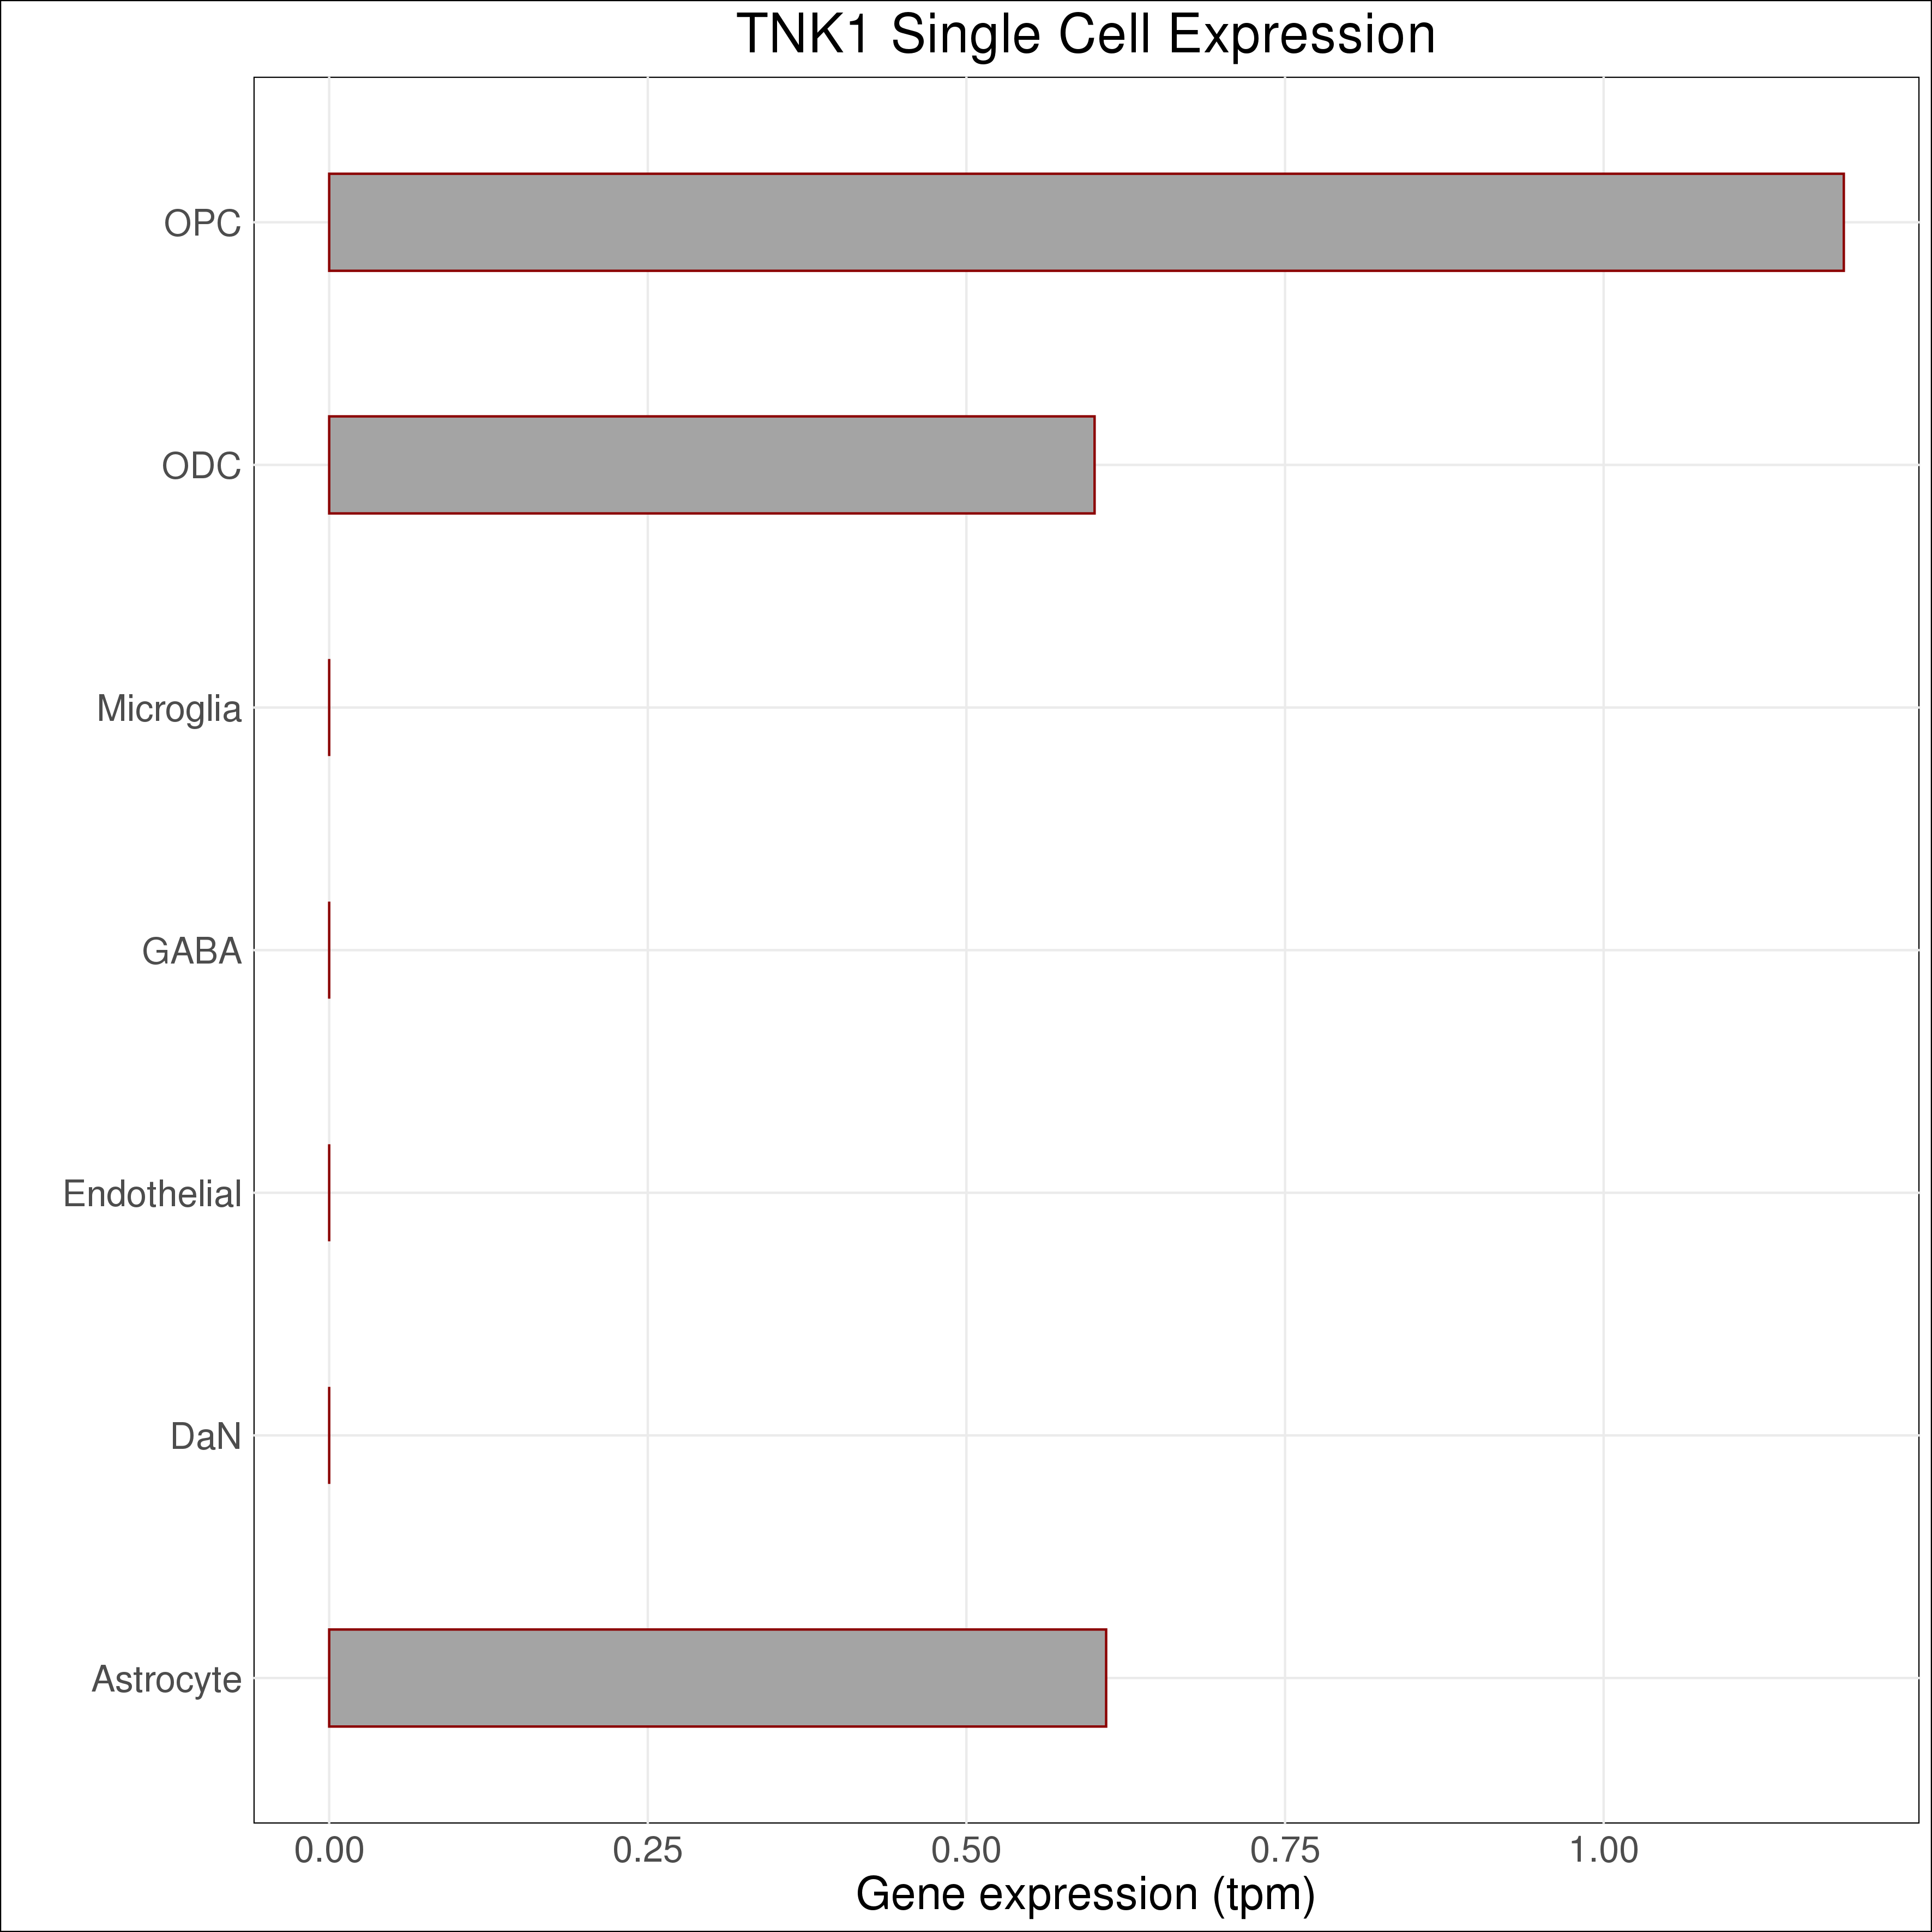 TNK1 Single Cell Expression
OPC
ODC
Microglia
GABA
Endothelial
DaN
Astrocyte
0.00 0.25 0.50 0.75 1.00
Gene expression (tpm)